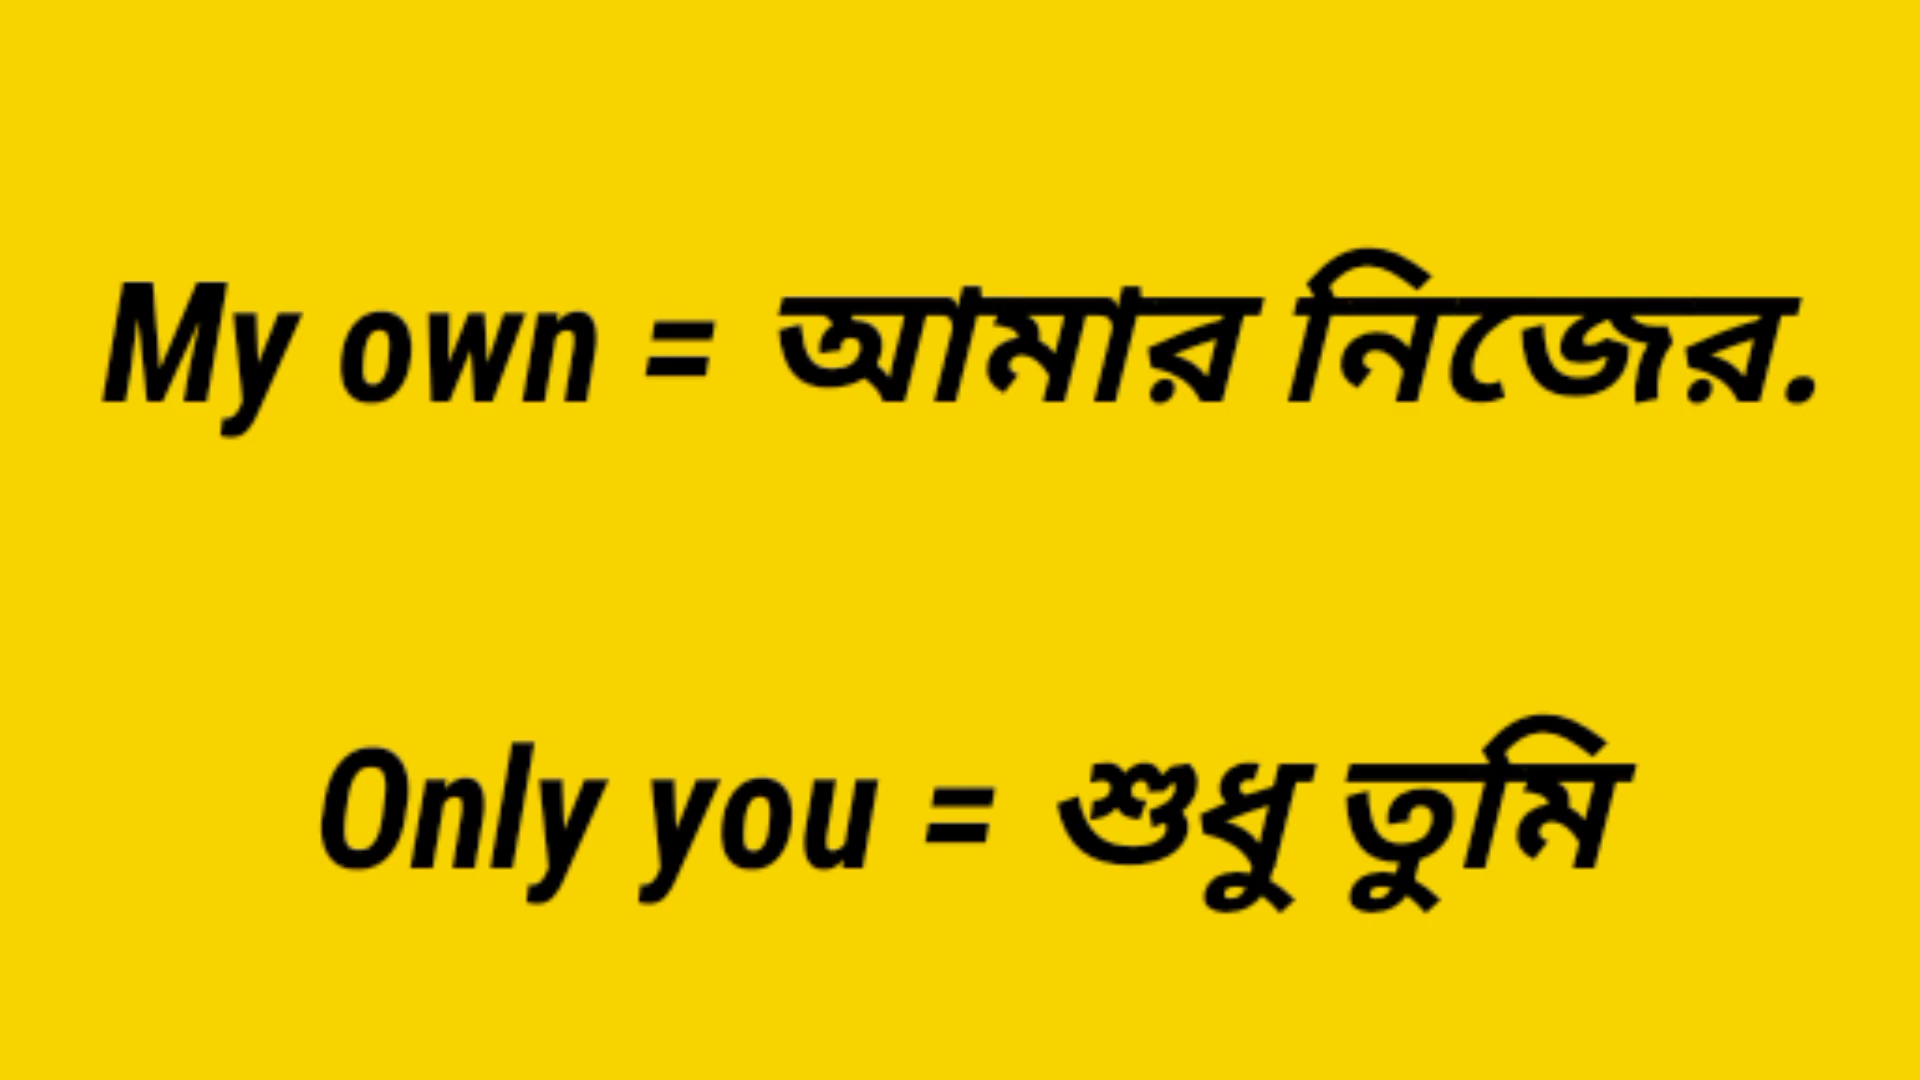 My own = আমার নিজের.
Only you = শুধু তুমি